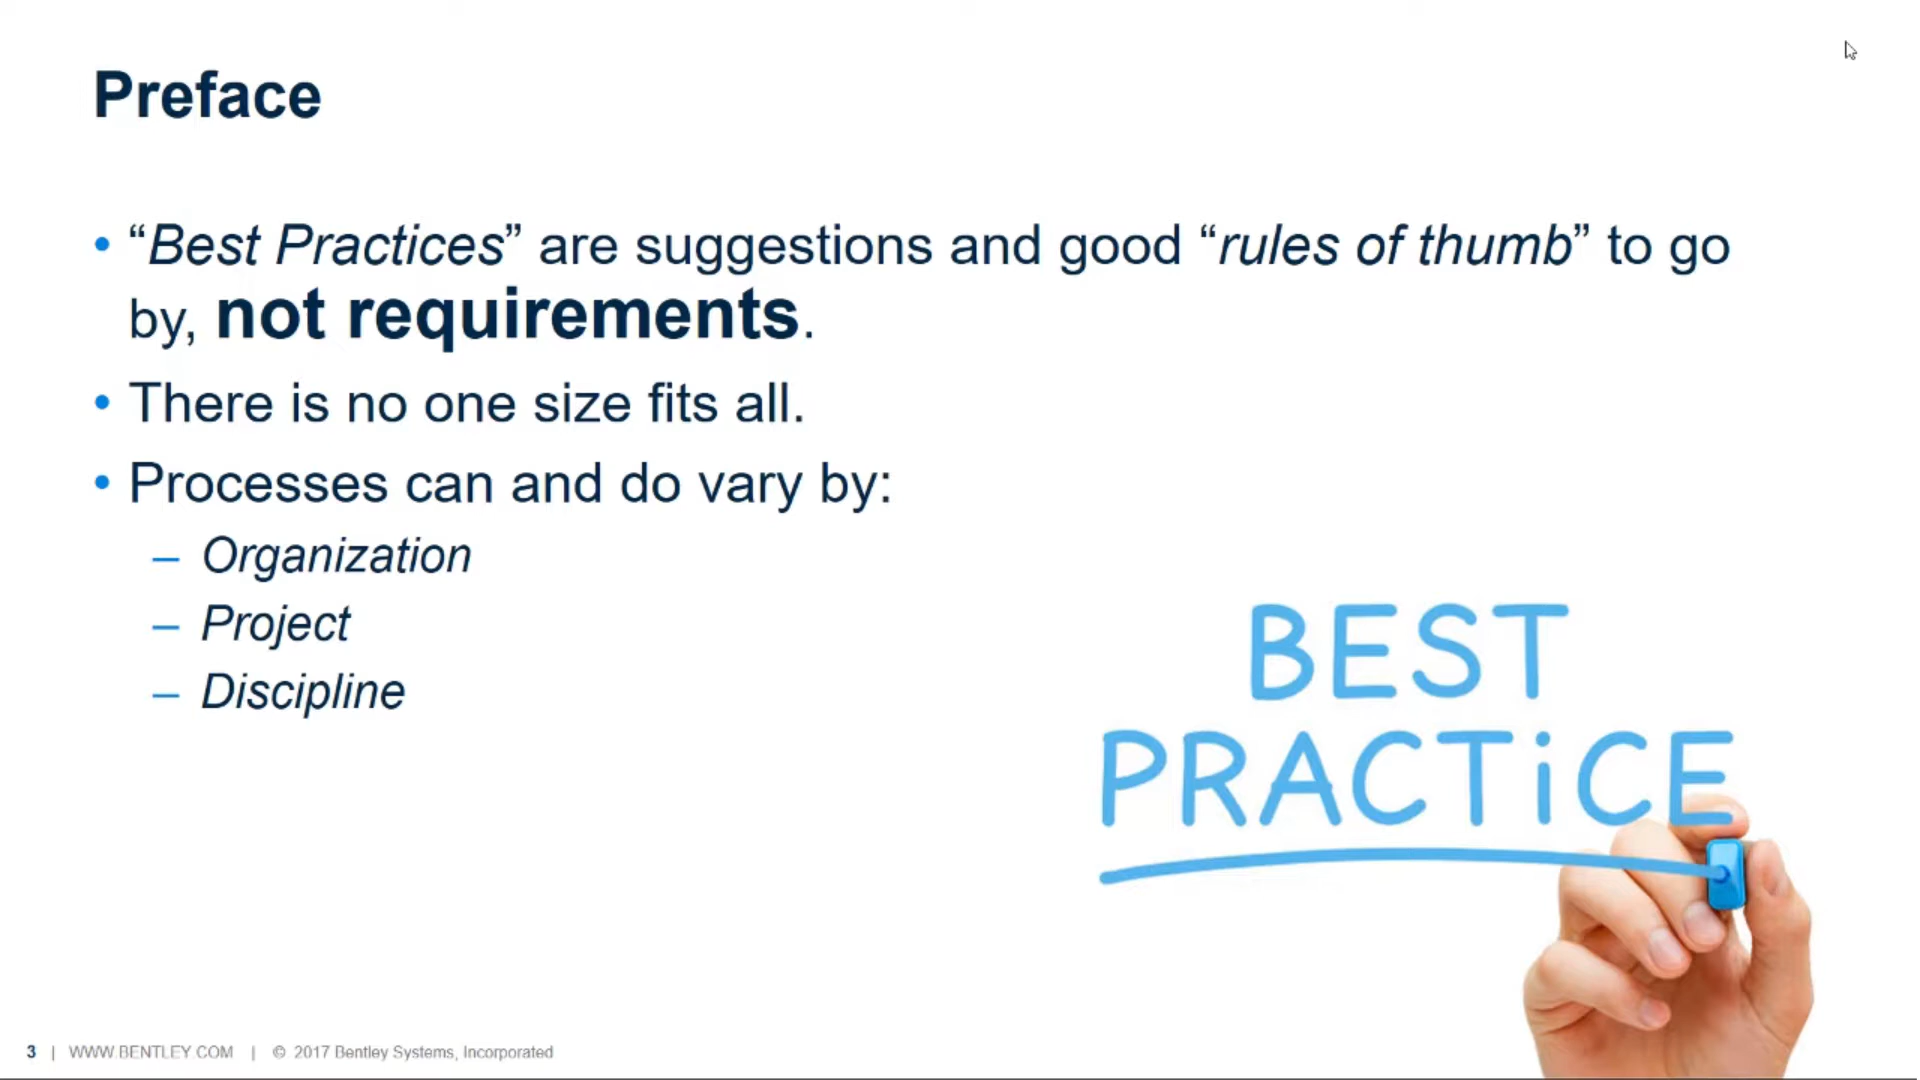 Preface
• “Best Practices” are suggestions and good “rules of thumb” to go
by, not requirements.
• There is no one size fits all.
• Processes can and do vary by:
– Organization
– Project
– Discipline
BEST
PRACTiCE
3 | WWW.BENTLEY.COM | © 2017 Bentley Systems, Incorporated